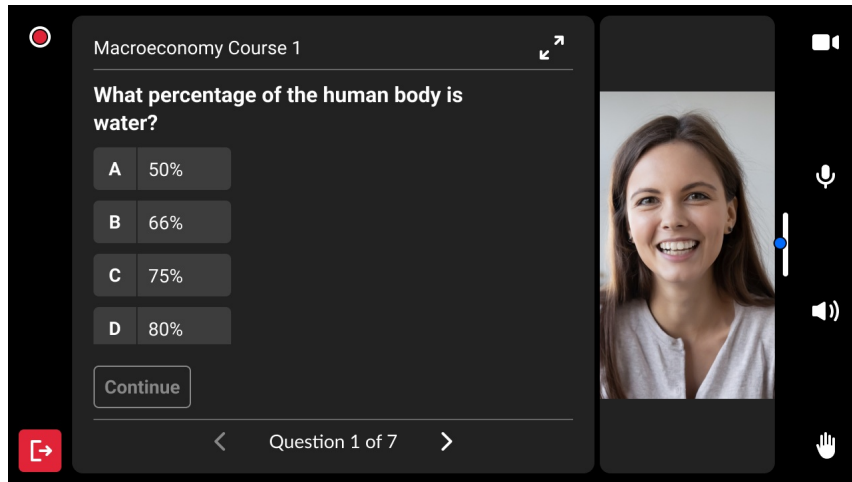 Macroeconomy Course 1
What percentage of the human body is
water?
A 50%
B 66%
C 75%
D 80%
Continue
Question 1 of 7